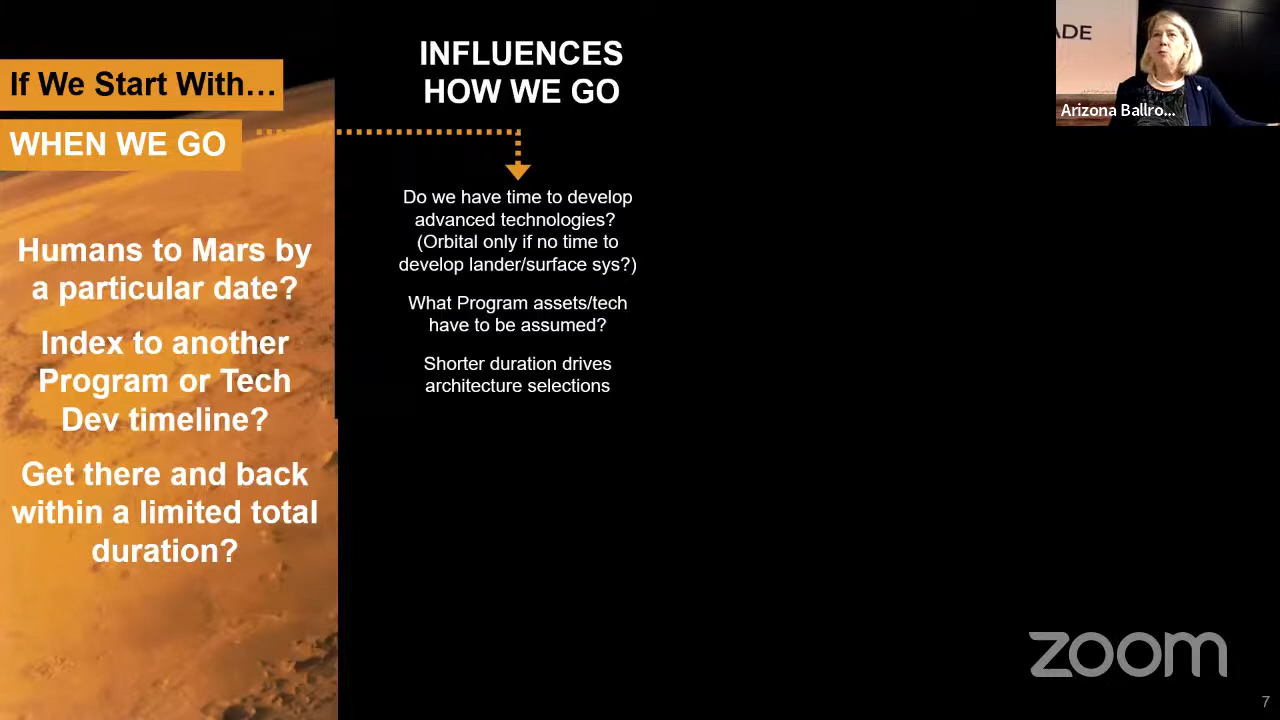 If We Start With…
WHEN WE GO
Humans to Mars by
a particular date?
Index to another
Program or Tech
Dev timeline?
Get there and back
within a limited total
duration?
INFLUENCES
HOW WE GO
Do we have time to develop
advanced technologies?
(Orbital only if no time to
develop lander/surface sys?)
What Program assets/tech
have to be assumed?
Shorter duration drives
architecture selections
ADE
Arizona Ballro...
zoom
7